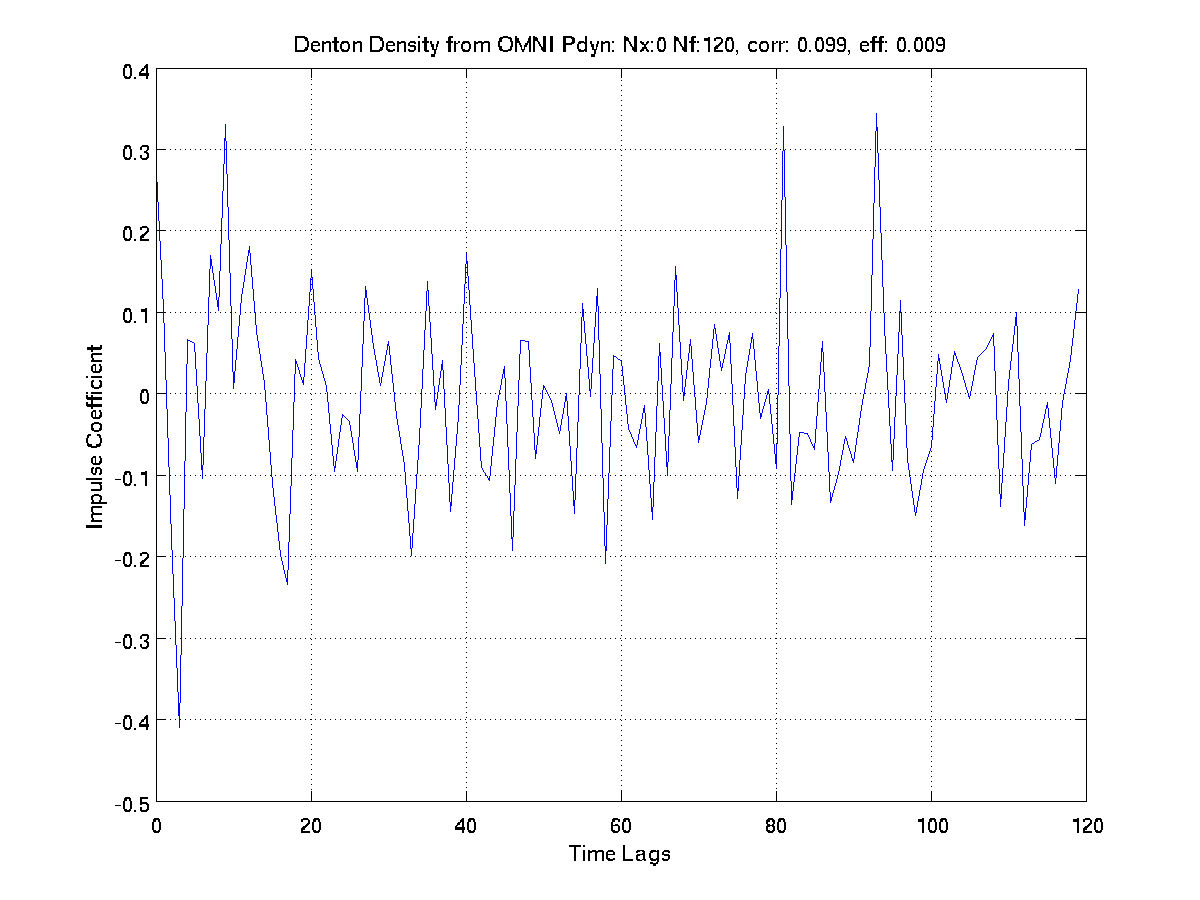 Denton Density from OMNI Pdyn: Nx:0 Nf:120, corr: 0.099, eff: 0.009
0.4
0.3
0.2
0.1
0
-0.1
-0.2
-0.3
-0.4
-0.5
Impulse Coefficient
0 20 40 60 80 100 120
Time Lags